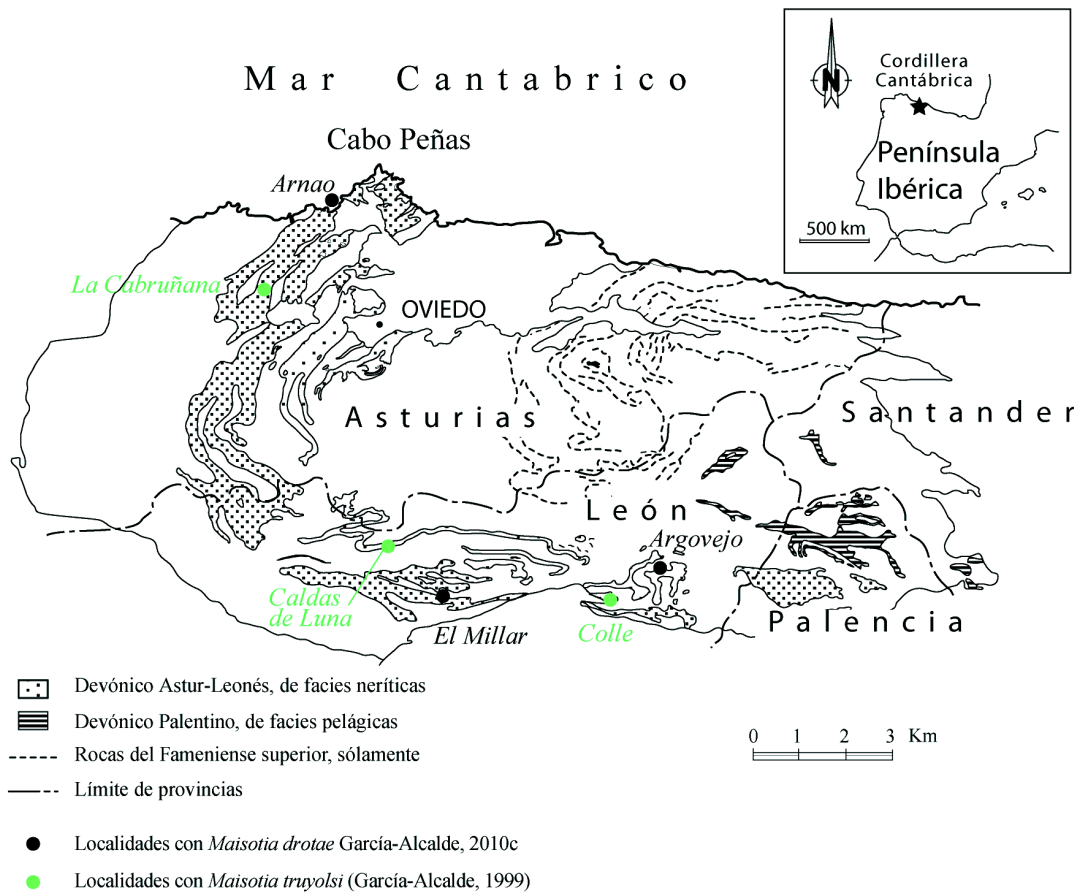 Mar Cantabrico
Cordillera
Cantábrica
N
Península
Ibérica
500 km
Cabo Peñas
Arnao
La Cabruñana
OVIEDO
Asturias
Santander
León
Argovejo
Caldas
de Luna
El Millar
Colle
Palencia
Devónico Astur-Leonés, de facies neríticas
Devónico Palentino, de facies pelágicas
Rocas del Fameniense superior, sólamente
Límite de provincias
0 1 2 3 Km
Localidades con Maisotia drotae García-Alcalde, 2010c
Localidades con Maisotia truyolsi (García-Alcalde, 1999)